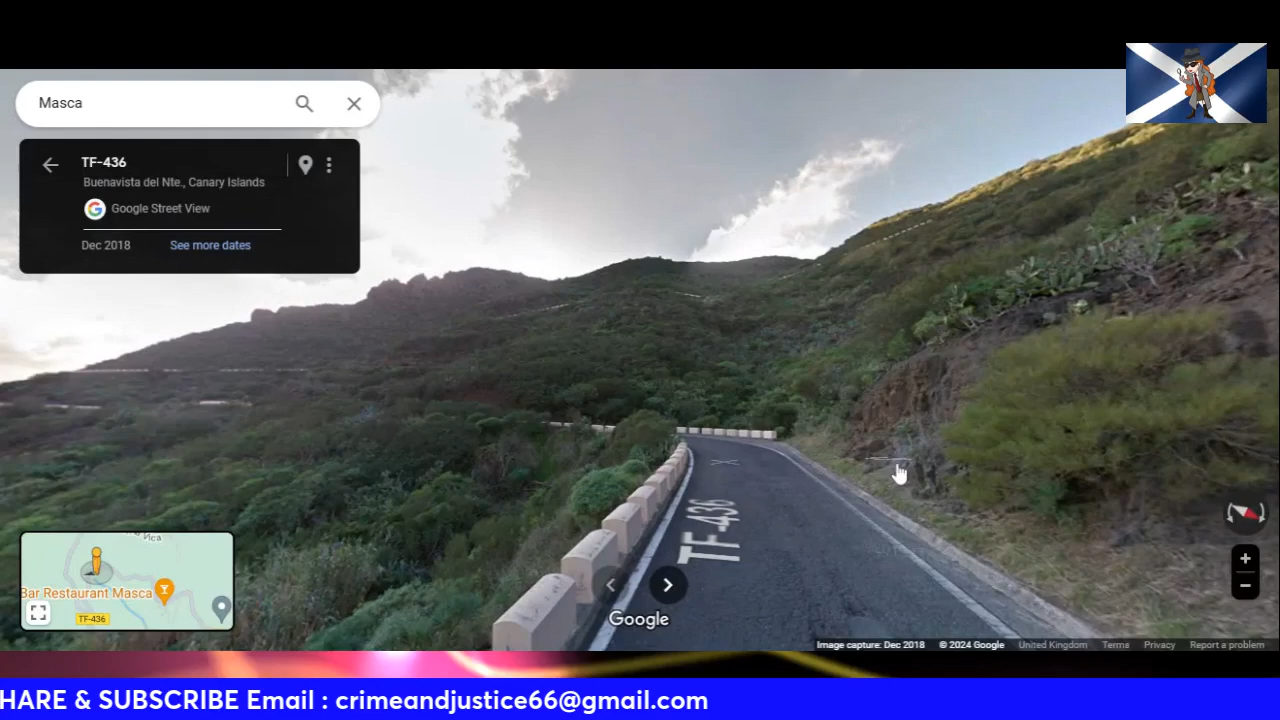 Masca
TF-436
Buenavista del Nte., Canary Islands
Google Street View
Dec 2018
See more dates
TF-436
Bar Restaurant Masca
TF-436
Google
Image capture: Dec 2018 © 2024 Google United Kingdom Terms Privacy Report a problem
HARE & SUBSCRIBE Email : crimeandjustice66@gmail.com